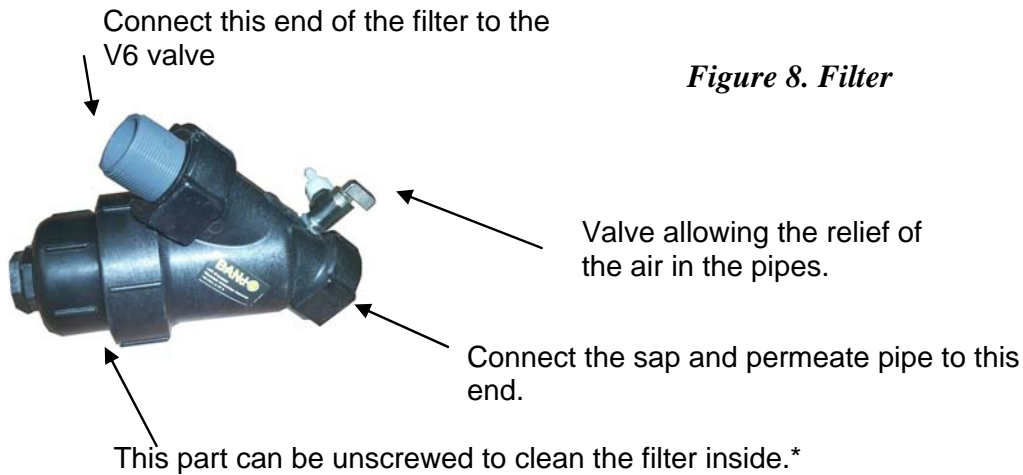 Connect this end of the filter to the
V6 valve
Figure 8. Filter
BANJO
Valve allowing the relief of
the air in the pipes.
Connect the sap and permeate pipe to this
end.
This part can be unscrewed to clean the filter inside.*